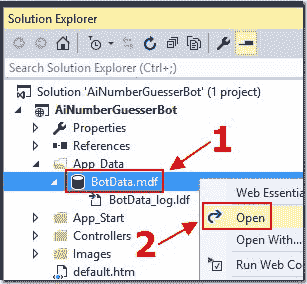 Solution Explorer
Search Solution Explorer (Ctrl+;)
Solution 'AiNumberGuesserBot' (1 project)
AiNumberGuesserBot
Properties
References
App_Data
1
BotData.mdf
BotData_log.ldf
Web Essentia
App_Start
2
Open
Controllers
Open With...
Images
Run Web Co
default.htm